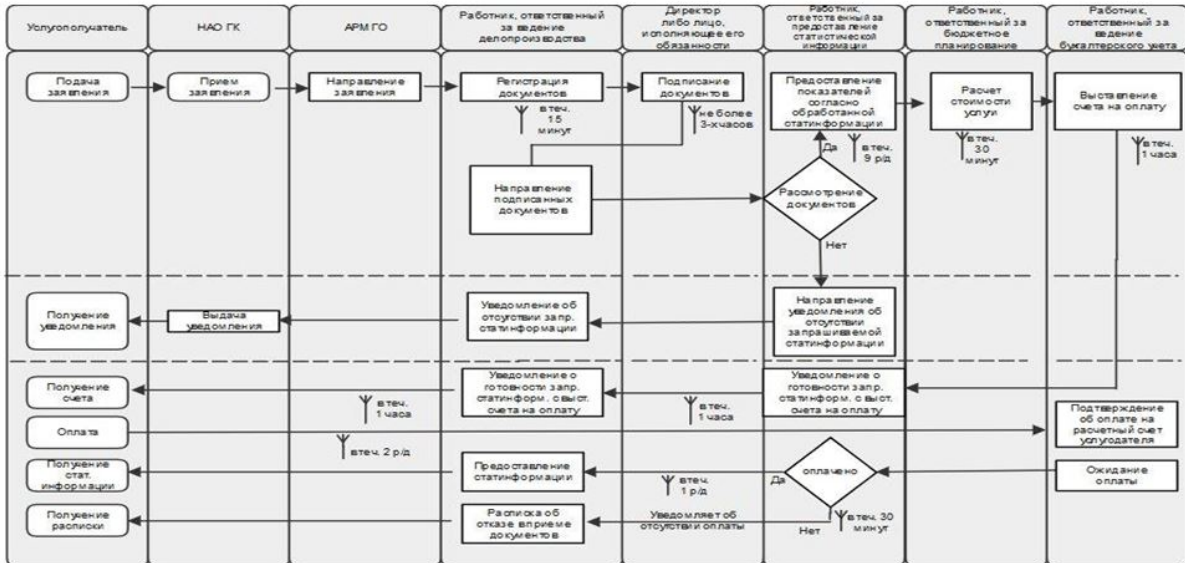 Услугополучатель
НАО ГК
АРМ ГО
Работник, ответственный
за ведение
делопроизводства
Директор
либо лицо,
исполняющее его
обязанности
Работник,
ответственный за
предоставление
статистической
информации
Работник,
ответственный за
бюджетное
планирование
Работник,
ответственный за
ведение
бухгалтерского учета
Подача
заявления
Прием
заявления
Направление
заявления
Регистрация
документов
Подписание
документов
Предоставление
показателей
согласно
обработанной
статинформации
Расчет
стоимости
услуги
Выставление
счета на оплату
в теч.
15
минут
не более
3-х часов
Да
в теч.
9 р/д
в теч.
30
минут
в теч.
1 часа
Направление
подписанных
документов
Рассмотрение
документов
Нет
Получение
уведомления
Выдача
уведомления
Уведомление об
отсутствии запр.
статинформации
Направление
уведомления об
отсутствии
запрашиваемой
статинформации
Получение
счета
в теч.
1 часа
Уведомление о
готовности запр.
статинформ. с выст.
счета на оплату
в теч.
1 часа
Уведомление о
готовности запр.
статинформ. с выст.
счета на оплату
Оплата
в теч. 2 р/д
Подтверждение
об оплате на
расчетный счет
услугодателя
Получение
стат.
информации
Предоставление
статинформации
в теч.
1 р/д
Да
оплачено
Ожидание
оплаты
Получение
расписки
Расписка об
отказе в приеме
документов
Уведомляет об
отсутствии оплаты
Нет
в теч. 30
минут